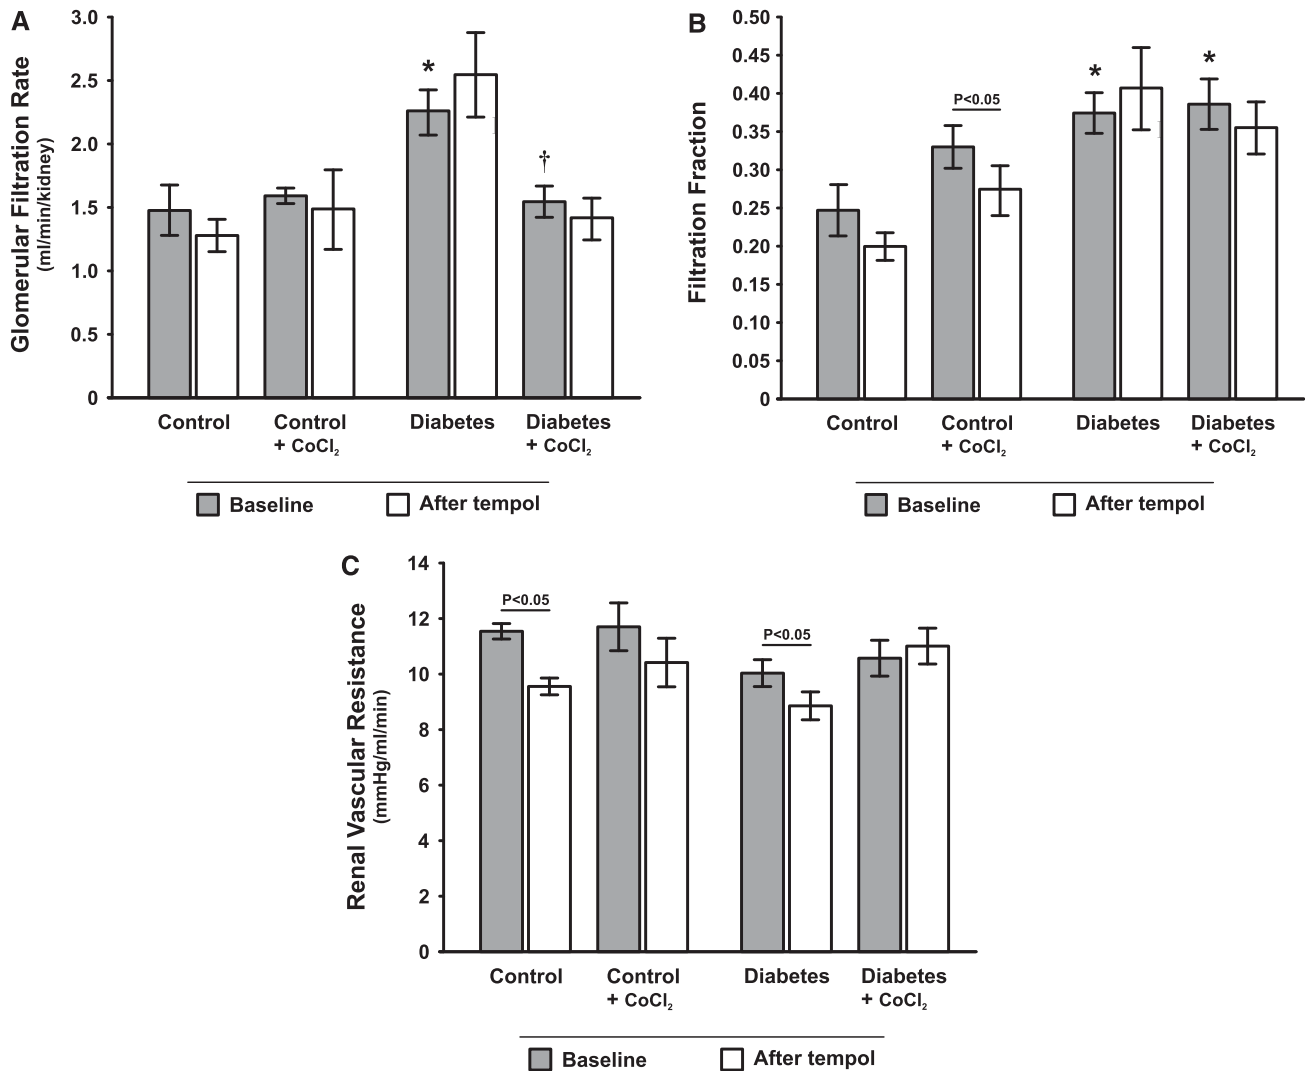 A
Glomerular Filtration Rate
(ml/min/kidney)
3.0
2.5
2.0
1.5
1.0
0.5
0
*
†
Control
Control
+ CoCl₂
Diabetes
Diabetes
+ CoCl₂
Baseline
After tempol
B
Filtration Fraction
0.50
0.45
0.40
0.35
0.30
0.25
0.20
0.15
0.10
0.05
0
P<0.05
*
*
Control
Control
+ CoCl₂
Diabetes
Diabetes
+ CoCl₂
Baseline
After tempol
C
Renal Vascular Resistance
(mmHg/ml/min)
14
12
10
8
6
4
2
0
P<0.05
P<0.05
Control
Control
+ CoCl₂
Diabetes
Diabetes
+ CoCl₂
Baseline
After tempol